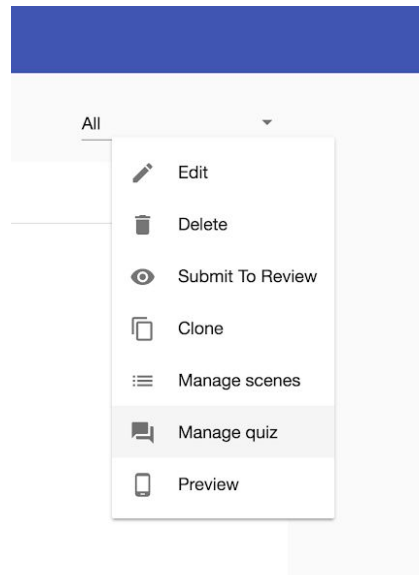 All
Edit
Delete
Submit To Review
Clone
Manage scenes
Manage quiz
Preview